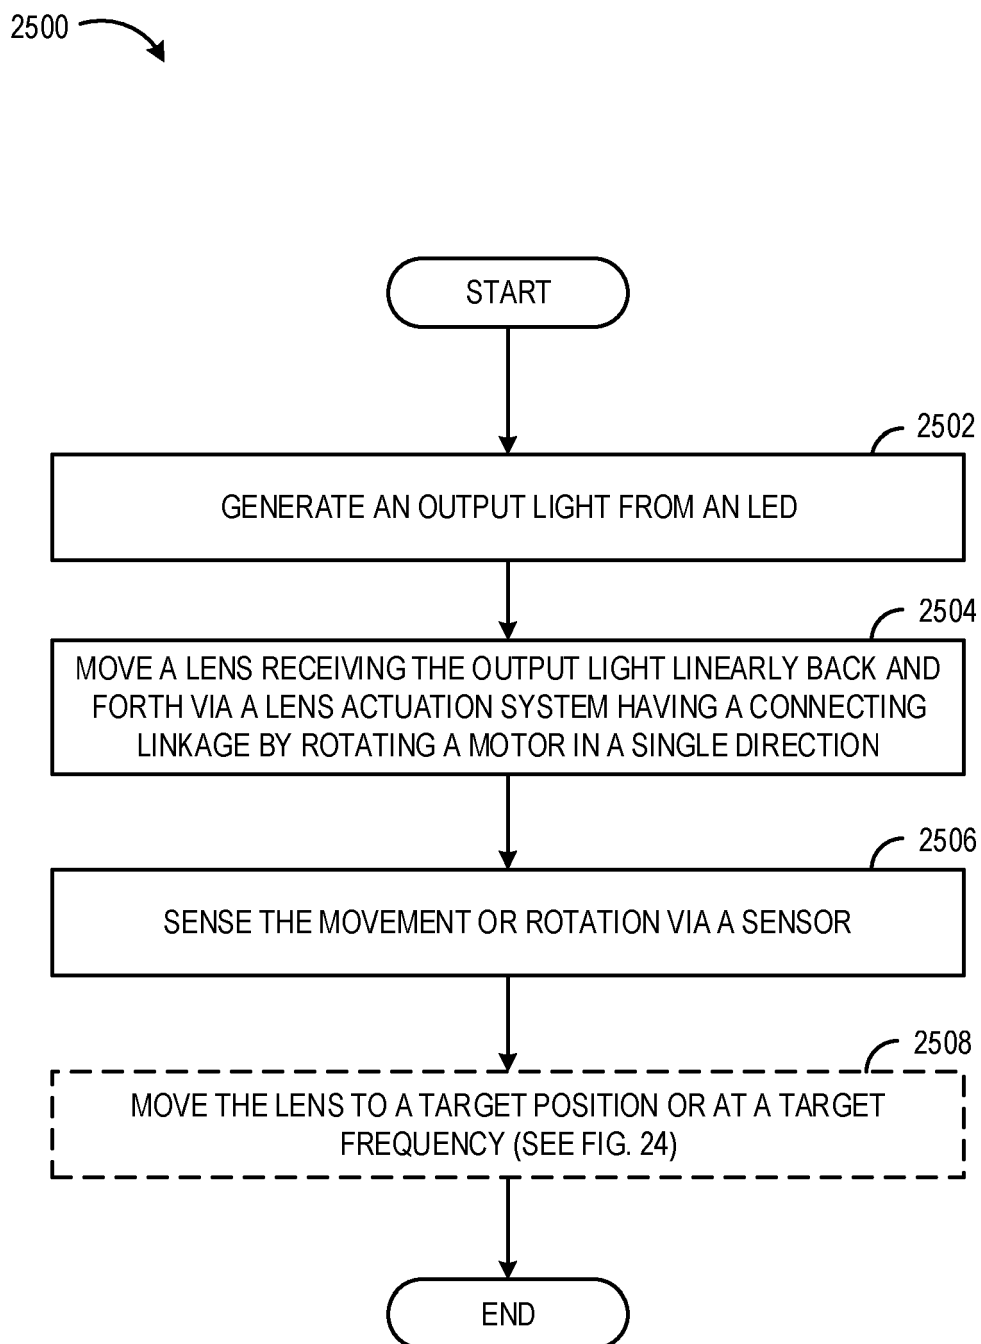 2500
START
2502
GENERATE AN OUTPUT LIGHT FROM AN LED
2504
MOVE A LENS RECEIVING THE OUTPUT LIGHT LINEARLY BACK AND
FORTH VIA A LENS ACTUATION SYSTEM HAVING A CONNECTING
LINKAGE BY ROTATING A MOTOR IN A SINGLE DIRECTION
2506
SENSE THE MOVEMENT OR ROTATION VIA A SENSOR
2508
MOVE THE LENS TO A TARGET POSITION OR AT A TARGET
FREQUENCY (SEE FIG. 24)
END